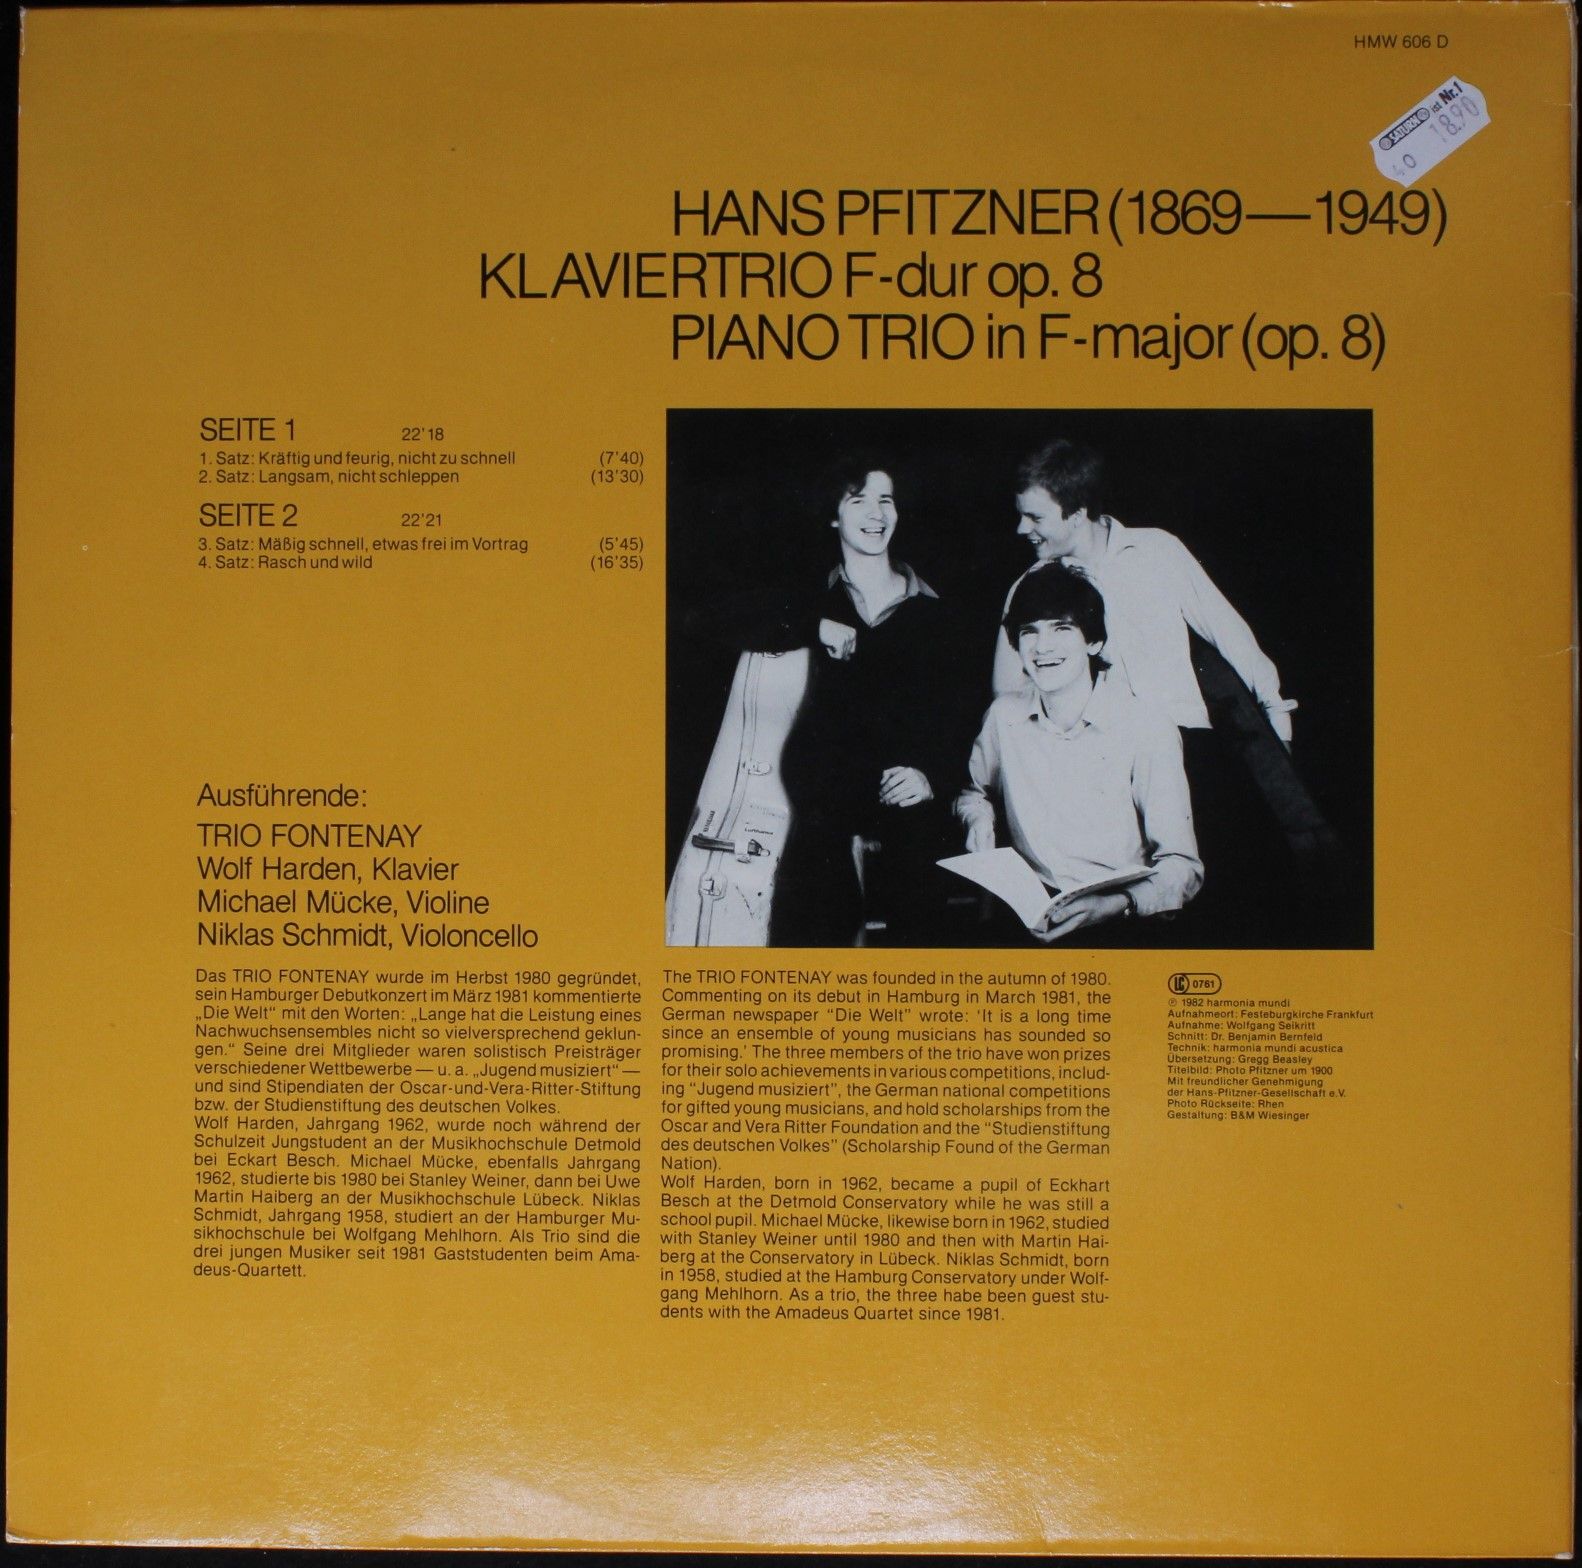 HMW 606 D
SATURN ist Nr.1
40 18.90
HANS PFITZNER (1869—1949)
KLAVIERTRIO F-dur op. 8
PIANO TRIO in F-major (op. 8)
SEITE 1 22'18
1. Satz: Kräftig und feurig, nicht zu schnell (7'40)
2. Satz: Langsam, nicht schleppen (13'30)
SEITE 2 22'21
3. Satz: Mäßig schnell, etwas frei im Vortrag (5'45)
4. Satz: Rasch und wild (16'35)
Lufthansa
Ausführende:
TRIO FONTENAY
Wolf Harden, Klavier
Michael Mücke, Violine
Niklas Schmidt, Violoncello
Das TRIO FONTENAY wurde im Herbst 1980 gegründet,
sein Hamburger Debutkonzert im März 1981 kommentierte
„Die Welt“ mit den Worten: „Lange hat die Leistung eines
Nachwuchsensembles nicht so vielversprechend geklun-
gen.“ Seine drei Mitglieder waren solistisch Preisträger
verschiedener Wettbewerbe — u. a. „Jugend musiziert“ —
und sind Stipendiaten der Oscar-und-Vera-Ritter-Stiftung
bzw. der Studienstiftung des deutschen Volkes.
Wolf Harden, Jahrgang 1962, wurde noch während der
Schulzeit Jungstudent an der Musikhochschule Detmold
bei Eckart Besch. Michael Mücke, ebenfalls Jahrgang
1962, studierte bis 1980 bei Stanley Weiner, dann bei Uwe
Martin Haiberg an der Musikhochschule Lübeck. Niklas
Schmidt, Jahrgang 1958, studiert an der Hamburger Mu-
sikhochschule bei Wolfgang Mehlhorn. Als Trio sind die
drei jungen Musiker seit 1981 Gaststudenten beim Ama-
deus-Quartett.
The TRIO FONTENAY was founded in the autumn of 1980.
Commenting on its debut in Hamburg in March 1981, the
German newspaper “Die Welt” wrote: ‘It is a long time
since an ensemble of young musicians has sounded so
promising.’ The three members of the trio have won prizes
for their solo achievements in various competitions, includ-
ing “Jugend musiziert”, the German national competitions
for gifted young musicians, and hold scholarships from the
Oscar and Vera Ritter Foundation and the “Studienstiftung
des deutschen Volkes” (Scholarship Found of the German
Nation).
Wolf Harden, born in 1962, became a pupil of Eckhart
Besch at the Detmold Conservatory while he was still a
school pupil. Michael Mücke, likewise born in 1962, studied
with Stanley Weiner until 1980 and then with Martin Hai-
berg at the Conservatory in Lübeck. Niklas Schmidt, born
in 1958, studied at the Hamburg Conservatory under Wolf-
gang Mehlhorn. As a trio, the three habe been guest stu-
dents with the Amadeus Quartet since 1981.
LC 0761
℗ 1982 harmonia mundi
Aufnahmeort: Festeburgkirche Frankfurt
Aufnahme: Wolfgang Seikritt
Schnitt: Dr. Benjamin Bernfeld
Technik: harmonia mundi acustica
Übersetzung: Gregg Beasley
Titelbild: Photo Pfitzner um 1900
Mit freundlicher Genehmigung
der Hans-Pfitzner-Gesellschaft e.V.
Photo Rückseite: Rhen
Gestaltung: B&M Wiesinger